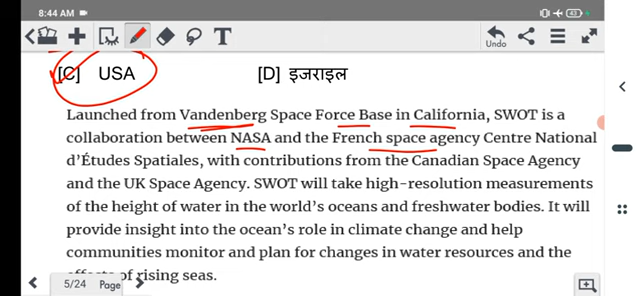 8:44 AM
43
T
Undo
[C] USA
[D] इजराइल
Launched from Vandenberg Space Force Base in California, SWOT is a
collaboration between NASA and the French space agency Centre National
d'Études Spatiales, with contributions from the Canadian Space Agency
and the UK Space Agency. SWOT will take high-resolution measurements
of the height of water in the world's oceans and freshwater bodies. It will
provide insight into the ocean's role in climate change and help
communities monitor and plan for changes in water resources and the
effects of rising seas.
5/24 Page